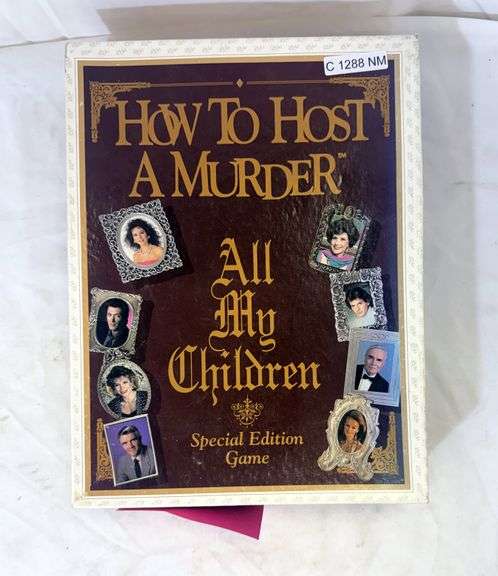 C 1288 NM
HOW TO HOST
A MURDER™
All
My
Children
Special Edition
Game